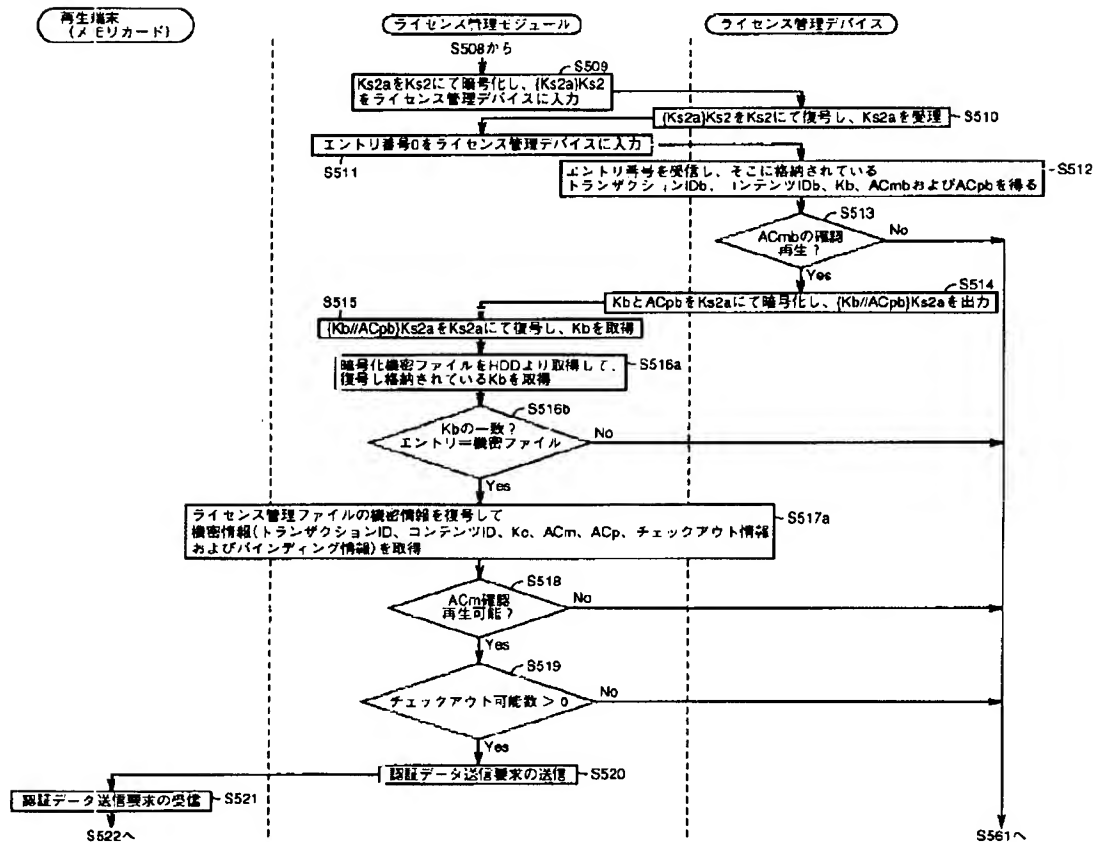 再生端末
(メモリカード)
ライセンス管理モジュール
ライセンス管理デバイス
S508から
S509
Ks2aをKs2にて暗号化し、{Ks2a}Ks2
をライセンス管理デバイスに入力
{Ks2a}Ks2をKs2にて復号し、Ks2aを受理
S510
エントリ番号0をライセンス管理デバイスに入力
S511
エントリ番号を受信し、そこに格納されている
トランザクションIDb、コンテンツIDb、Kb、ACmbおよびACpbを得る
S512
S513
ACmbの確認
再生?
No
Yes
S514
KbとACpbをKs2aにて暗号化し、{Kb//ACpb}Ks2aを出力
S515
{Kb//ACpb}Ks2aをKs2aにて復号し、Kbを取得
暗号化機密ファイルをHDDより取得して、
復号し格納されているKbを取得
S516a
S516b
Kbの一致?
エントリ=機密ファイル
No
Yes
ライセンス管理ファイルの機密情報を復号して
機密情報(トランザクションID、コンテンツID、Kc、ACm、ACp、チェックアウト情報
およびバインディング情報)を取得
S517a
S518
ACm確認
再生可能?
No
Yes
S519
チェックアウト可能数>0
No
Yes
認証データ送信要求の送信
S520
認証データ送信要求の受信
S521
S522へ
S561へ